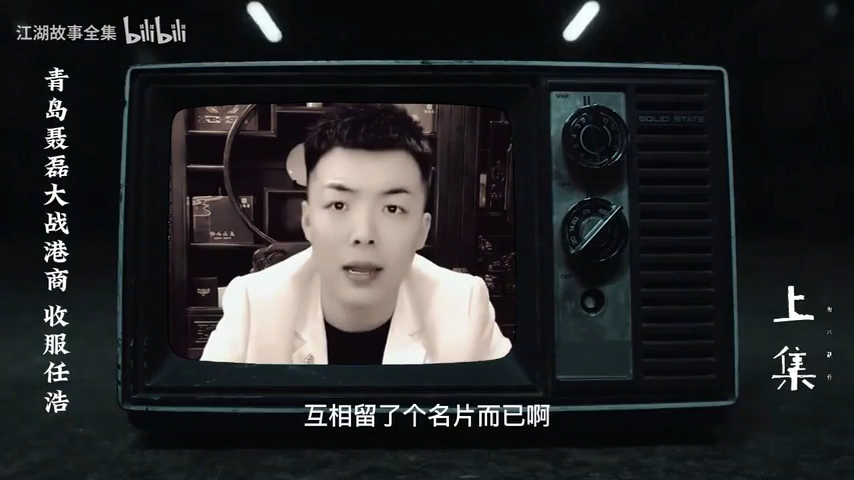 江湖故事全集 bilibili
青岛聂磊大战港商 收服任浩
SOLID STATE
VHF
上集
互相留了个名片而已啊